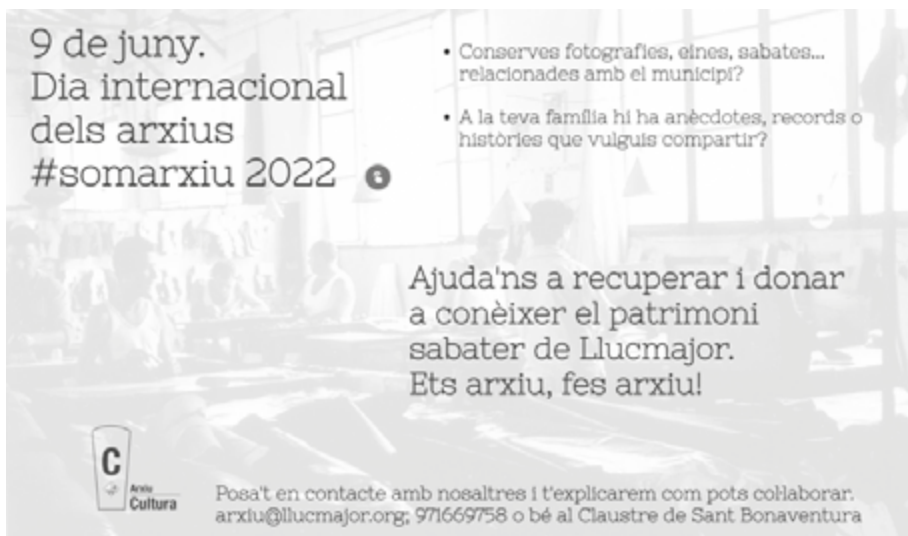 9 de juny.
Dia internacional
dels arxius
#somarxiu 2022
• Conserves fotografies, eines, sabates...
relacionades amb el municipi?
• A la teva família hi ha anècdotes, records o
històries que vulguis compartir?
Ajuda'ns a recuperar i donar
a conèixer el patrimoni
sabater de Llucmajor.
Ets arxiu, fes arxiu!
C
Arxiu
Cultura
Posa't en contacte amb nosaltres i t'explicarem com pots col·laborar.
arxiu@llucmajor.org; 971669758 o bé al Claustre de Sant Bonaventura